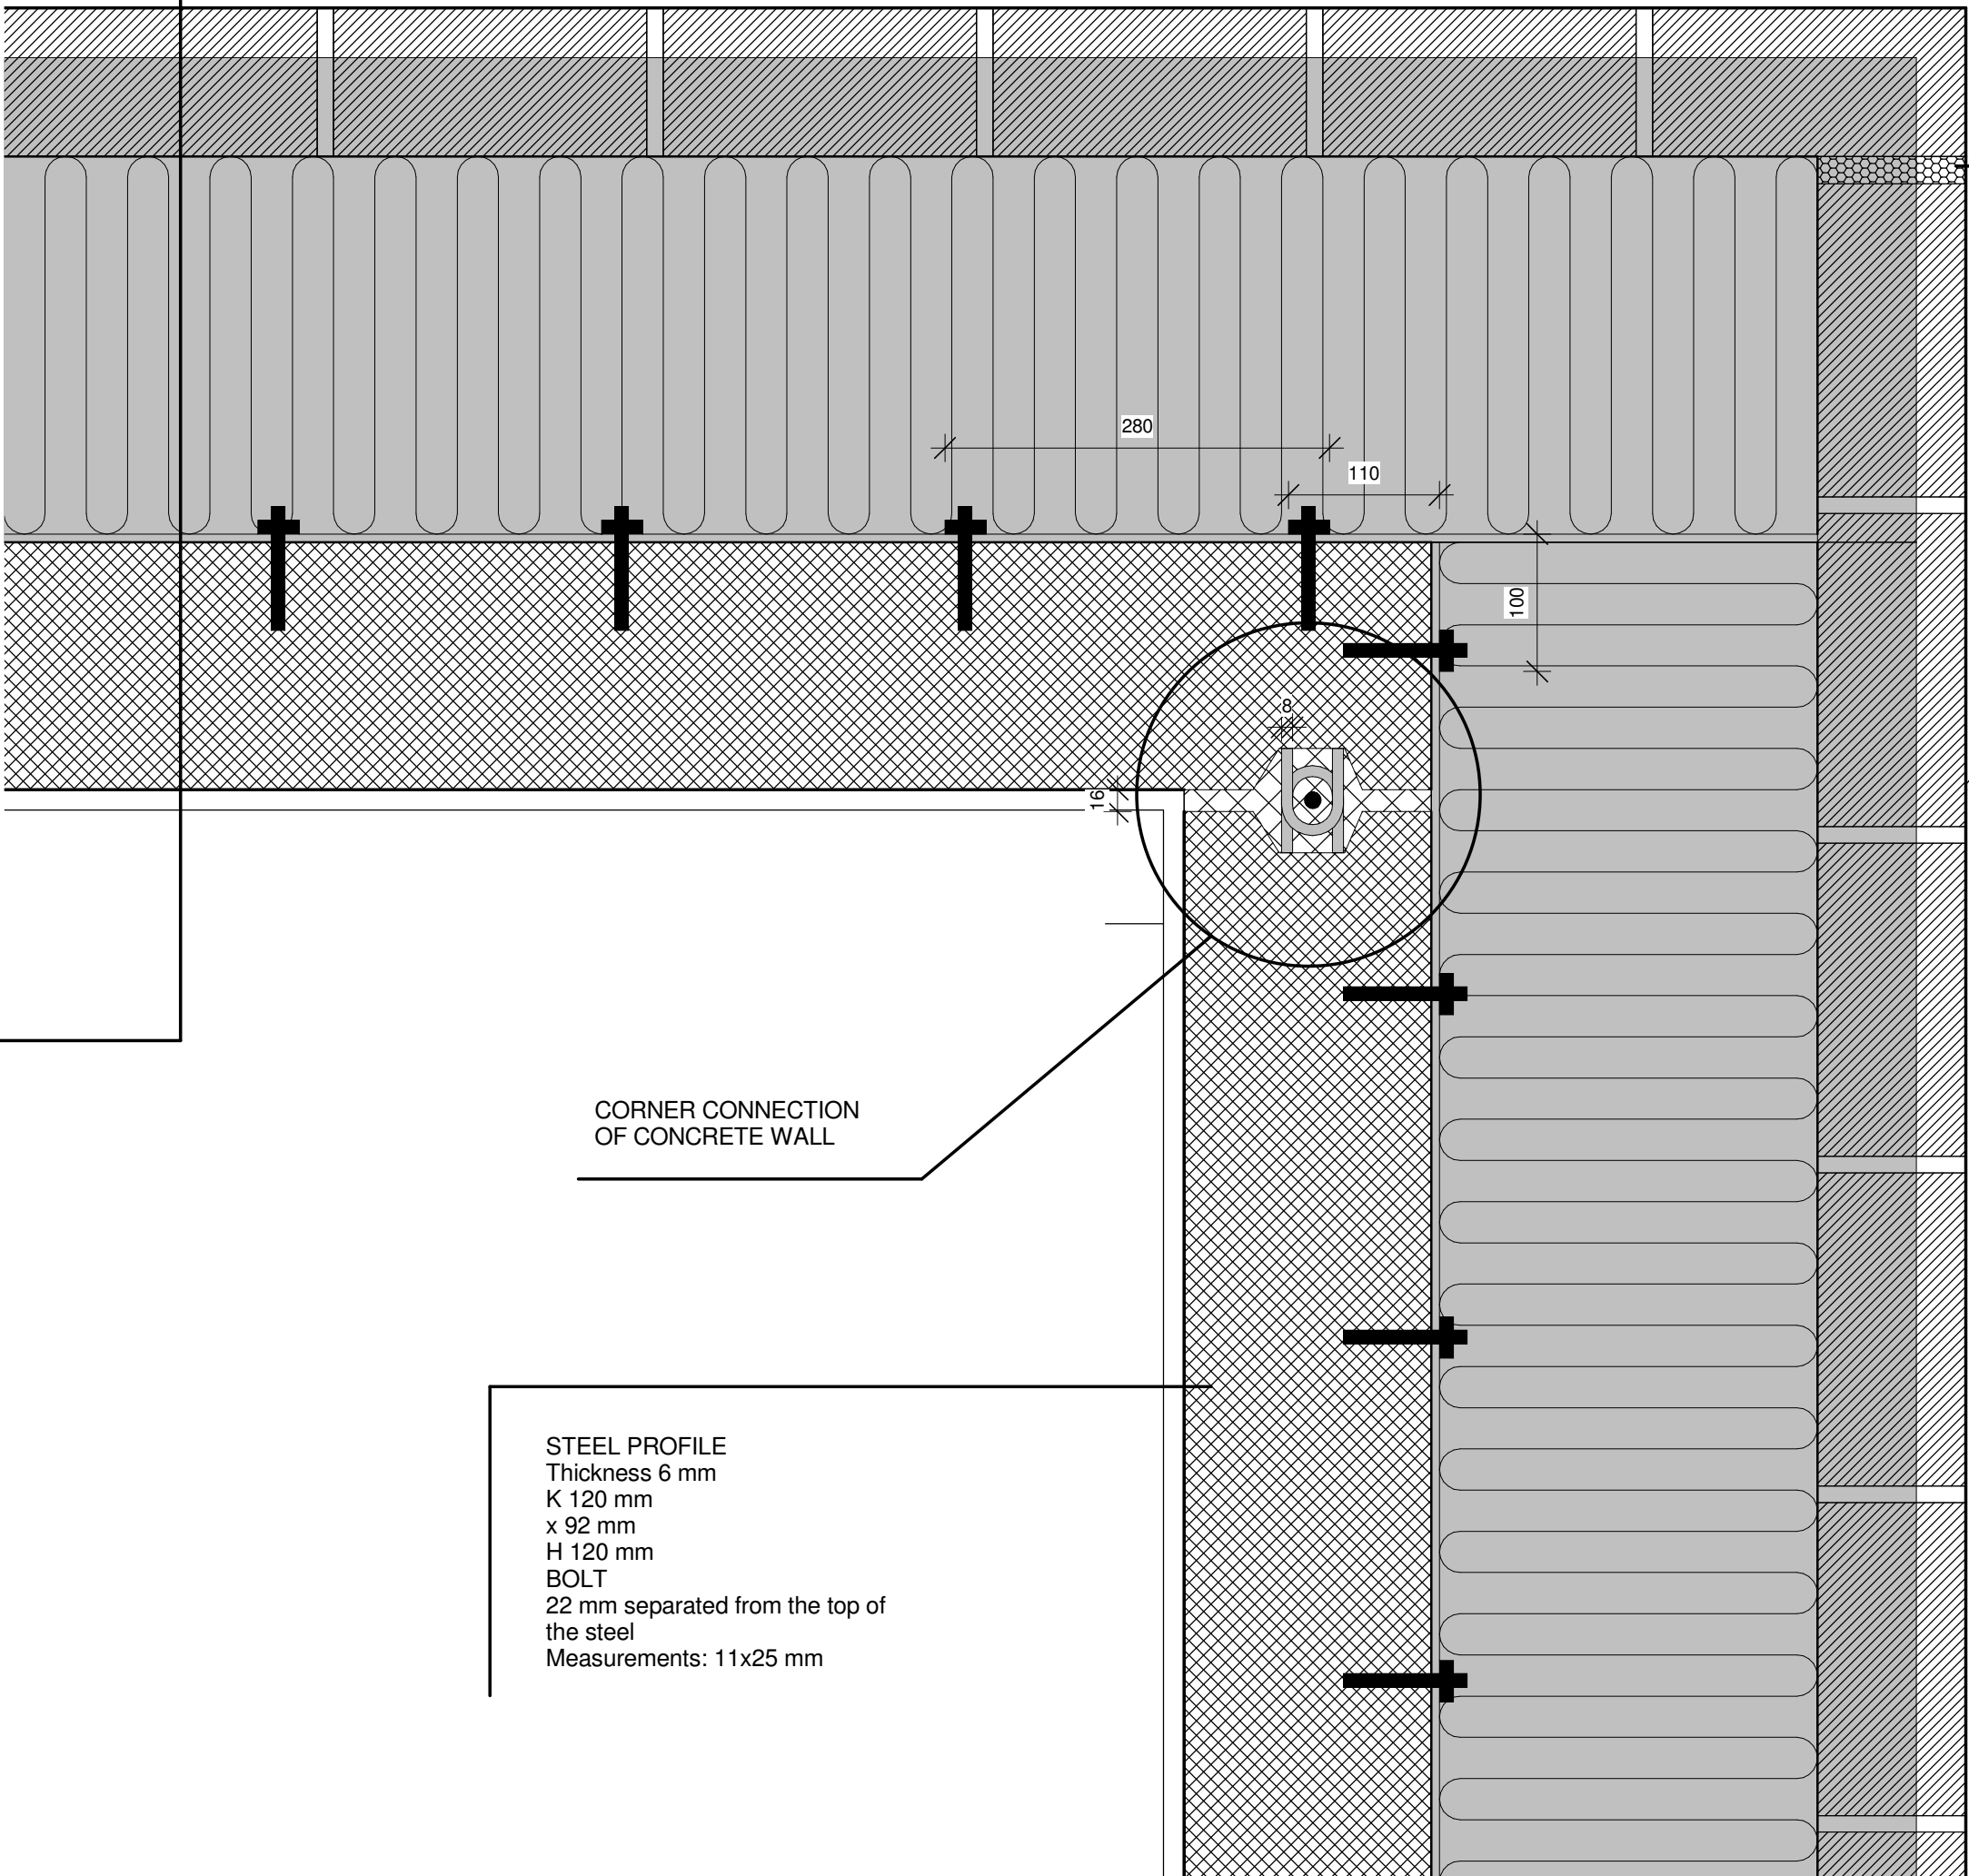 280
110
100
8
16
CORNER CONNECTION
OF CONCRETE WALL
STEEL PROFILE
Thickness 6 mm
K 120 mm
x 92 mm
H 120 mm
BOLT
22 mm separated from the top of
the steel
Measurements: 11x25 mm